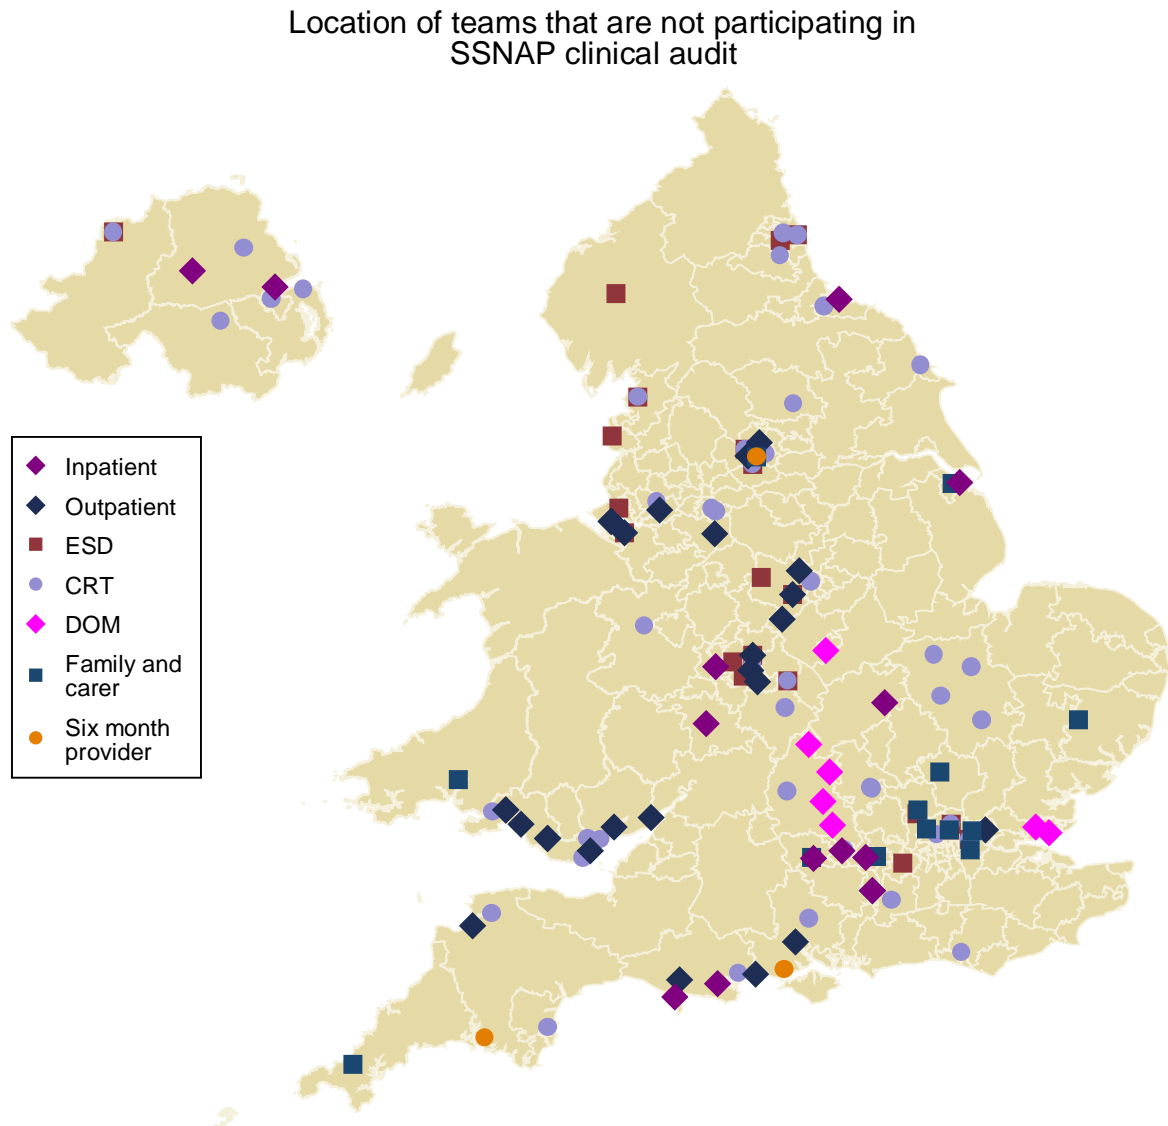 Location of teams that are not participating in
SSNAP clinical audit
Inpatient
Outpatient
ESD
CRT
DOM
Family and
carer
Six month
provider